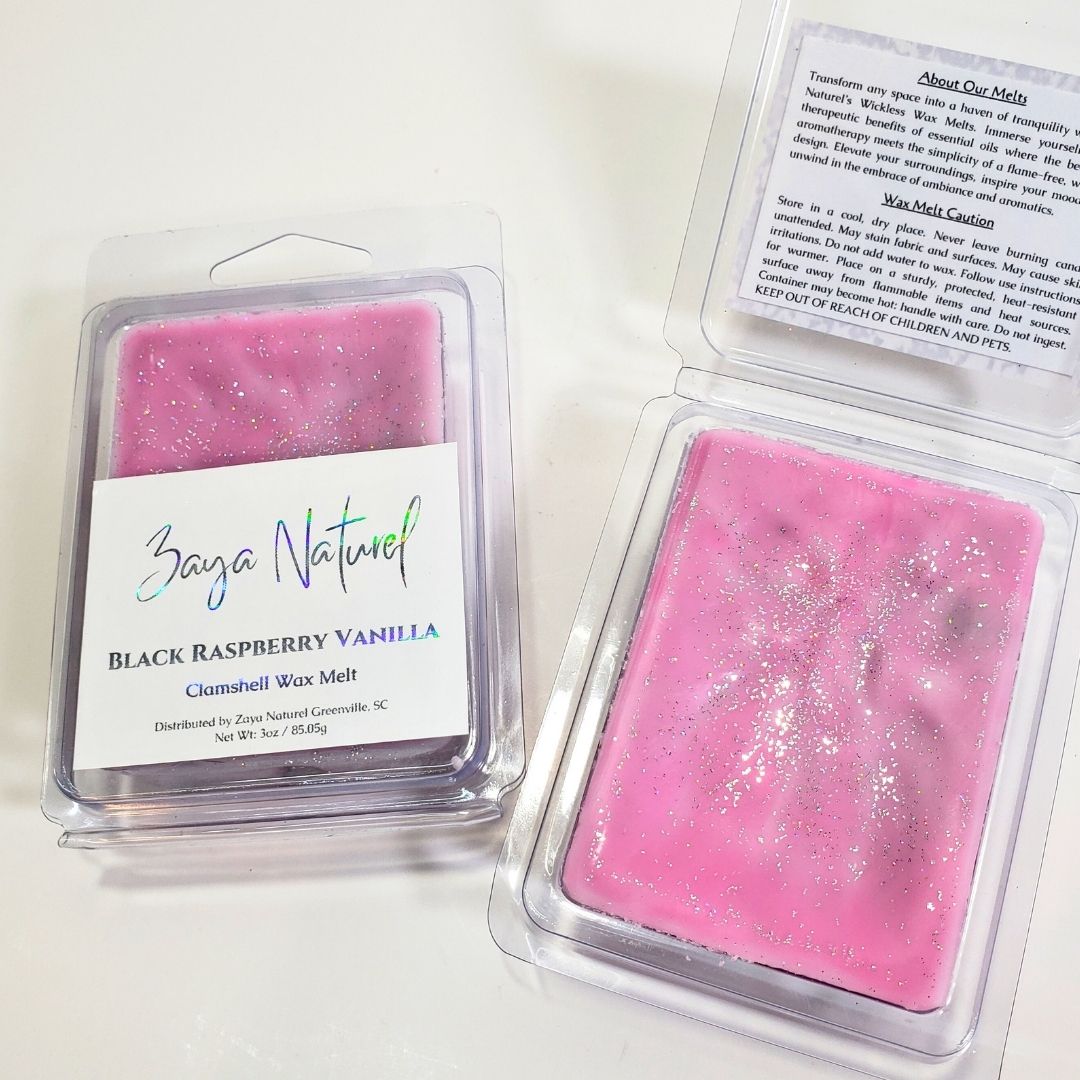 Zaya Naturel
BLACK RASPBERRY VANILLA
Clamshell Wax Melt
Distributed by Zaya Naturel Greenville, SC
Net Wt: 3oz / 85.05g
About Our Melts
Transform any space into a haven of tranquility
Naturel's Wickless Wax Melts. Immerse
therapeutic benefits of essential oils where the
aromatherapy meets the simplicity of a flame-free,
design. Elevate your surroundings, inspire your
unwind in the embrace of ambiance and aromatics.
Wax Melt Caution
Store in a cool, dry place. Never leave burning
unattended. May stain fabric and surfaces. May cause
irritations. Do not add water to wax. Follow use instructions
for warmer. Place on a sturdy, protected, heat-resistant
surface away from flammable items and heat sources.
Container may become hot; handle with care. Do not ingest.
KEEP OUT OF REACH OF CHILDREN AND PETS.